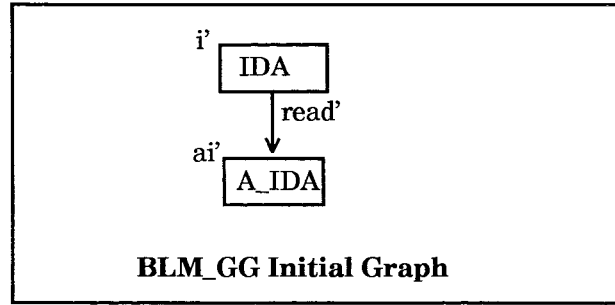 i’
IDA
read’
ai’
A_IDA
BLM_GG Initial Graph